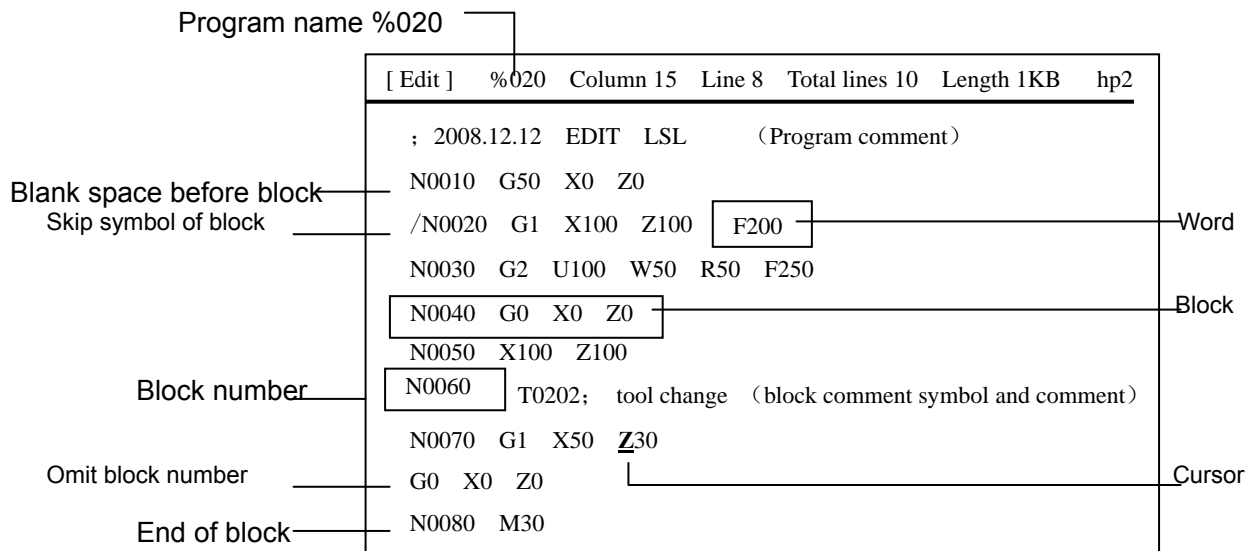 Program name %020
[ Edit ] %020 Column 15 Line 8 Total lines 10 Length 1KB hp2
; 2008.12.12 EDIT LSL （Program comment）
Blank space before block
N0010 G50 X0 Z0
Skip symbol of block
/N0020 G1 X100 Z100 F200
Word
N0030 G2 U100 W50 R50 F250
N0040 G0 X0 Z0
Block
N0050 X100 Z100
Block number
N0060 T0202; tool change （block comment symbol and comment）
N0070 G1 X50 Z30
Omit block number
G0 X0 Z0
Cursor
End of block
N0080 M30